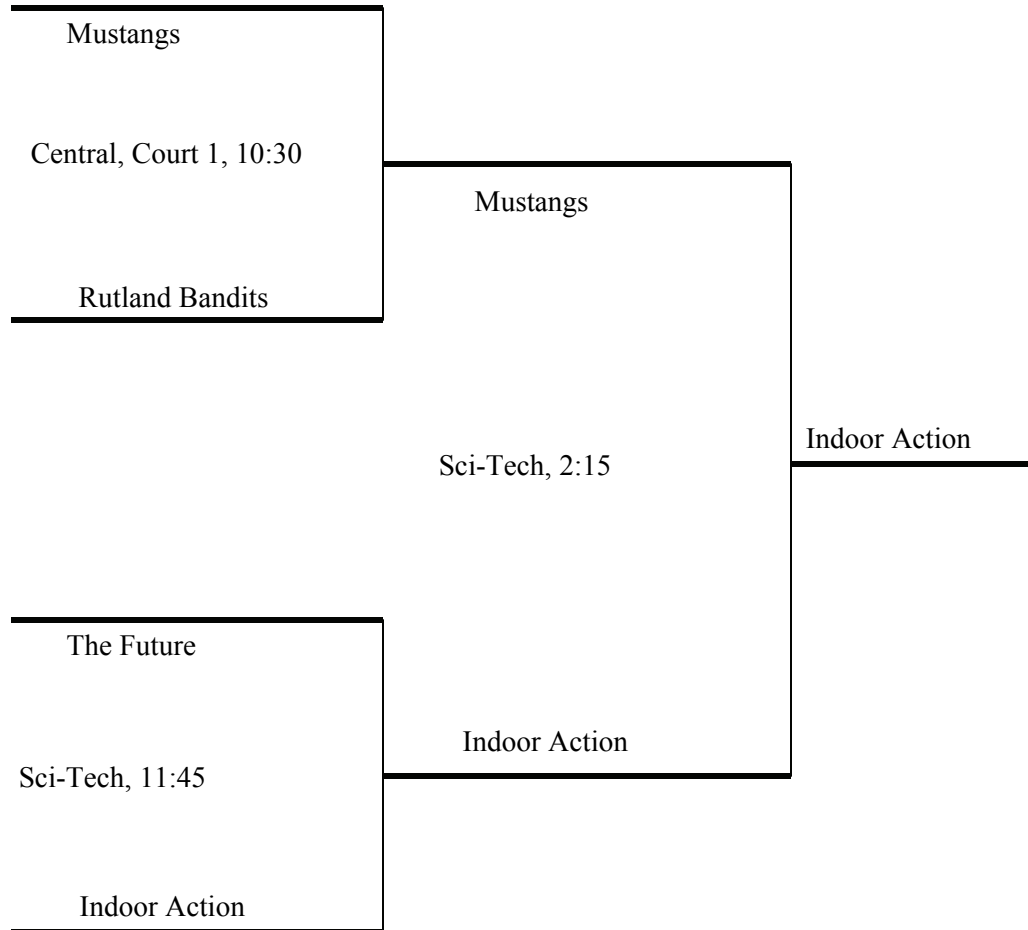 Mustangs
Central, Court 1, 10:30
Mustangs
Rutland Bandits
Indoor Action
Sci-Tech, 2:15
The Future
Indoor Action
Sci-Tech, 11:45
Indoor Action